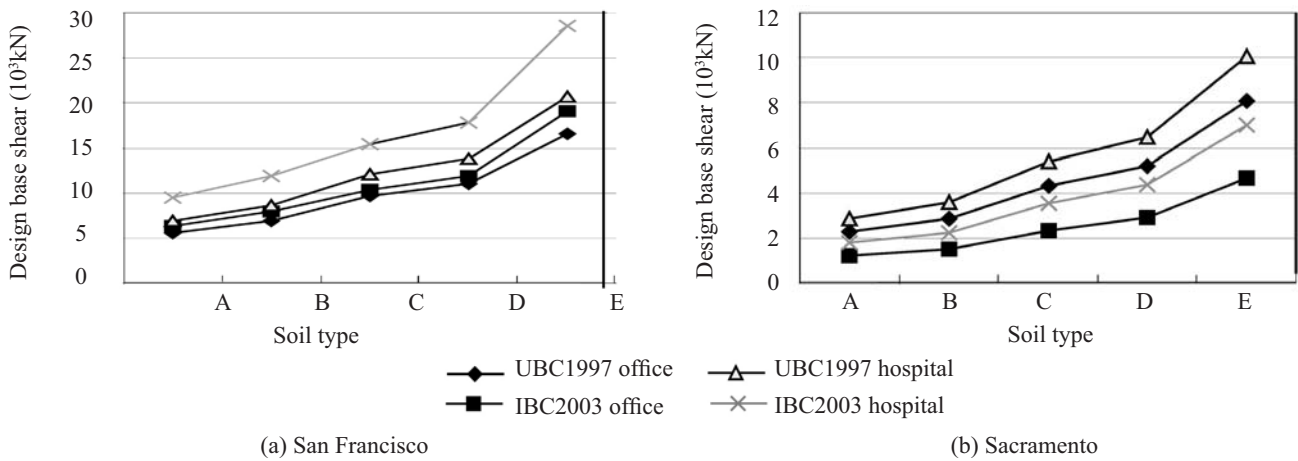 Design base shear (10³kN)
30
25
20
15
10
5
0
A B C D E
Soil type
Design base shear (10³kN)
12
10
8
6
4
2
0
A B C D E
Soil type
UBC1997 office
UBC1997 hospital
IBC2003 office
IBC2003 hospital
(a) San Francisco
(b) Sacramento